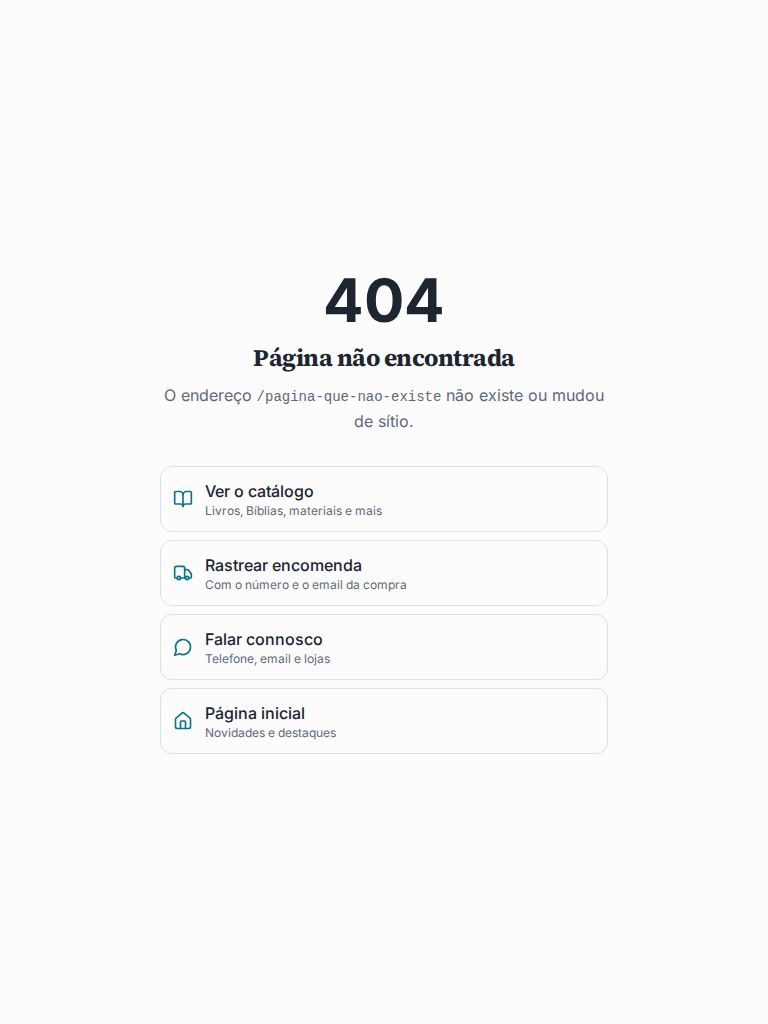 404
Página não encontrada
O endereço /pagina-que-nao-existe não existe ou mudou
de sítio.
Ver o catálogo
Livros, Bíblias, materiais e mais
Rastrear encomenda
Com o número e o email da compra
Falar connosco
Telefone, email e lojas
Página inicial
Novidades e destaques